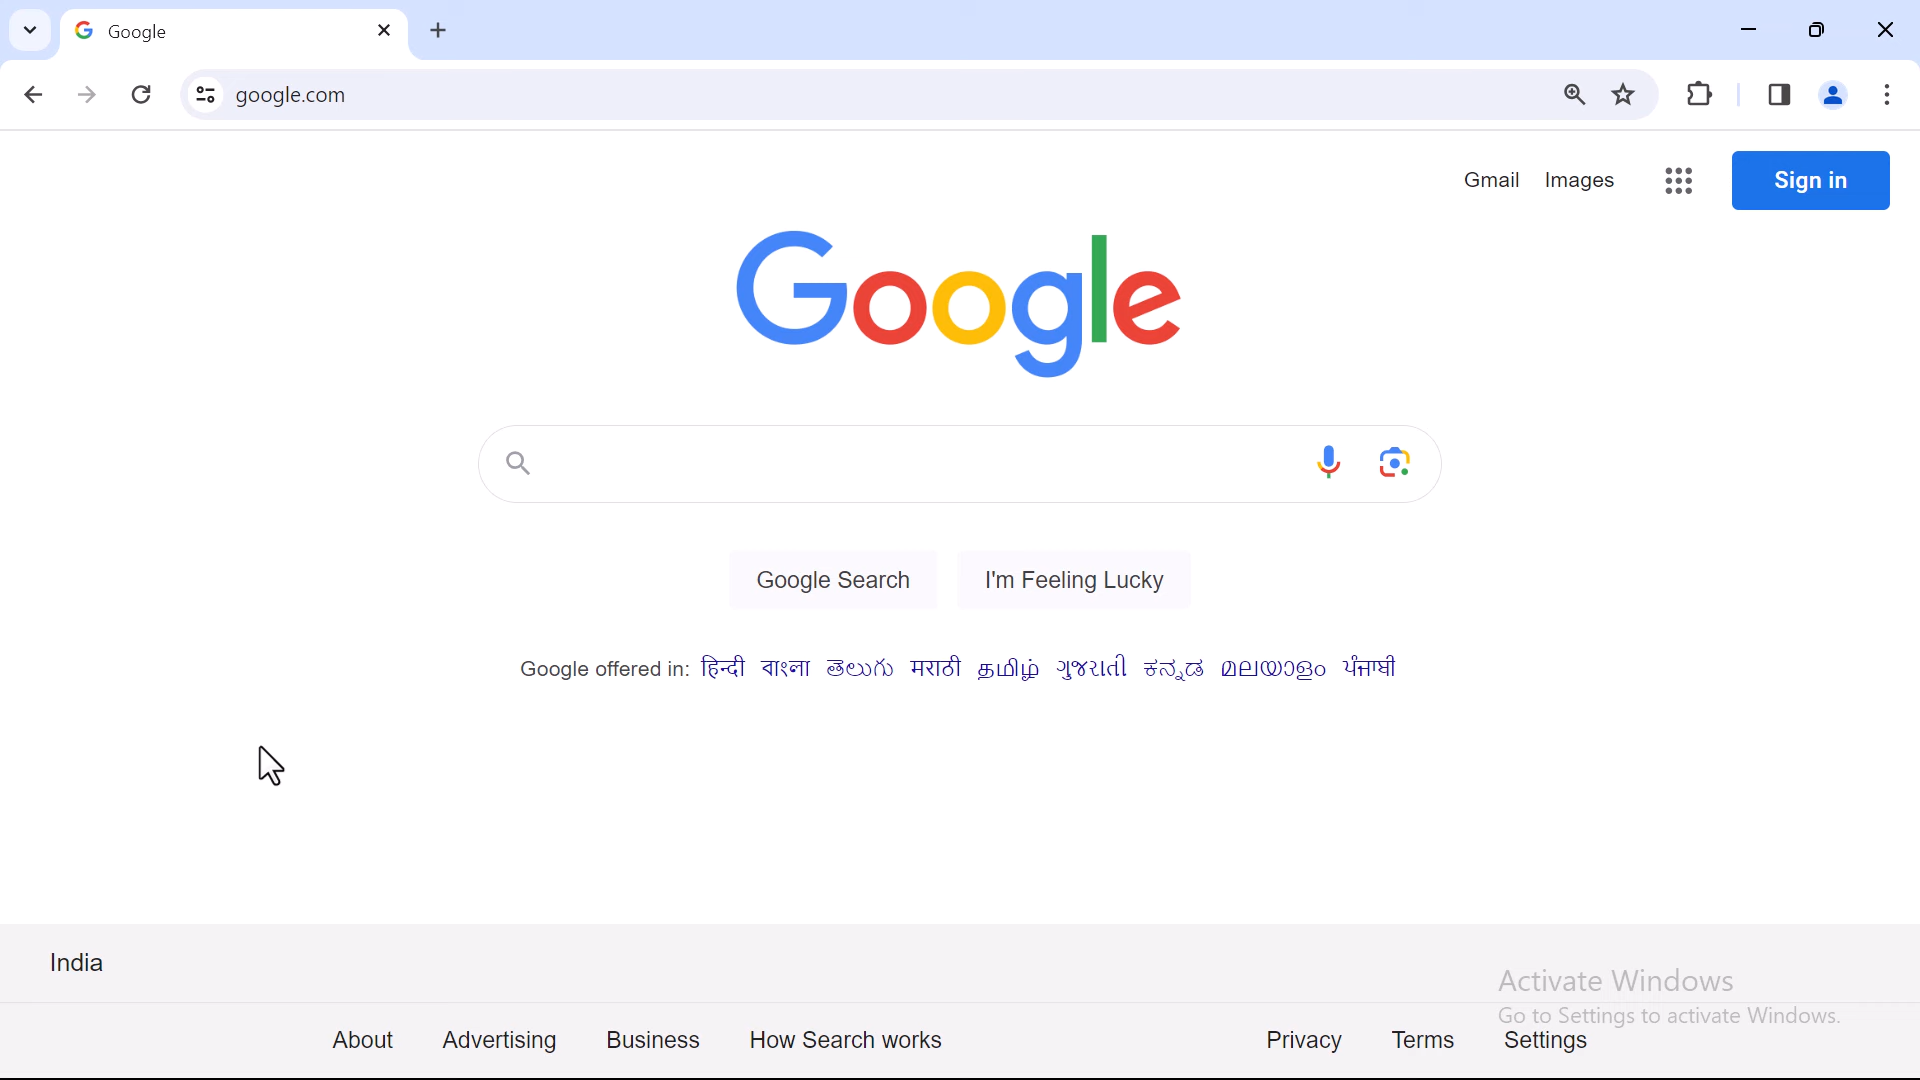 Google
google.com
Gmail Images Sign in
Google
Google Search I'm Feeling Lucky
Google offered in: हिन्दी বাংলা తెలుగు मराठी தமிழ் ગુજરાતી ಕನ್ನಡ മലയാളം ਪੰਜਾਬੀ
India
Activate Windows
Go to Settings to activate Windows.
About Advertising Business How Search works Privacy Terms Settings